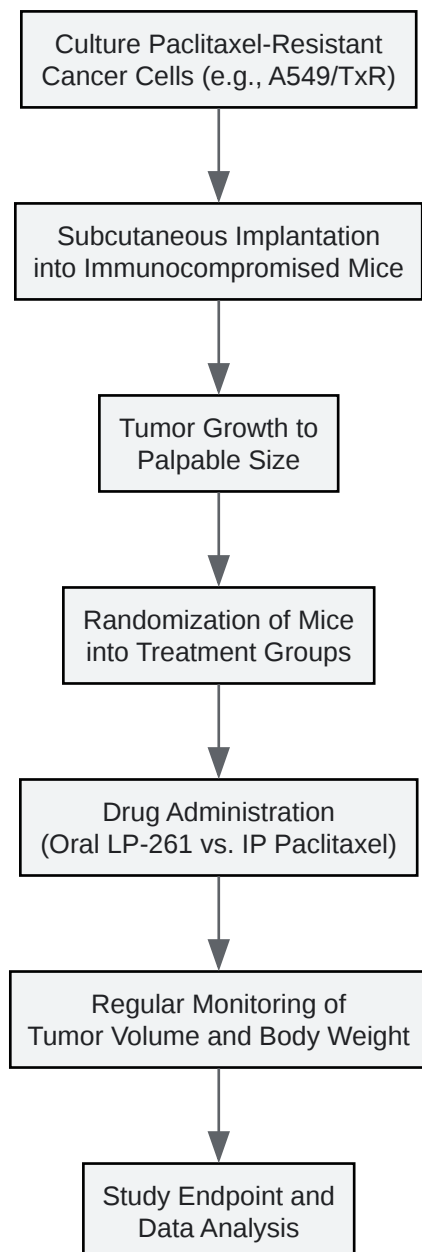 Culture Paclitaxel-Resistant
Cancer Cells (e.g., A549/TxR)
Subcutaneous Implantation
into Immunocompromised Mice
Tumor Growth to
Palpable Size
Randomization of Mice
into Treatment Groups
Drug Administration
(Oral LP-261 vs. IP Paclitaxel)
Regular Monitoring of
Tumor Volume and Body Weight
Study Endpoint and
Data Analysis